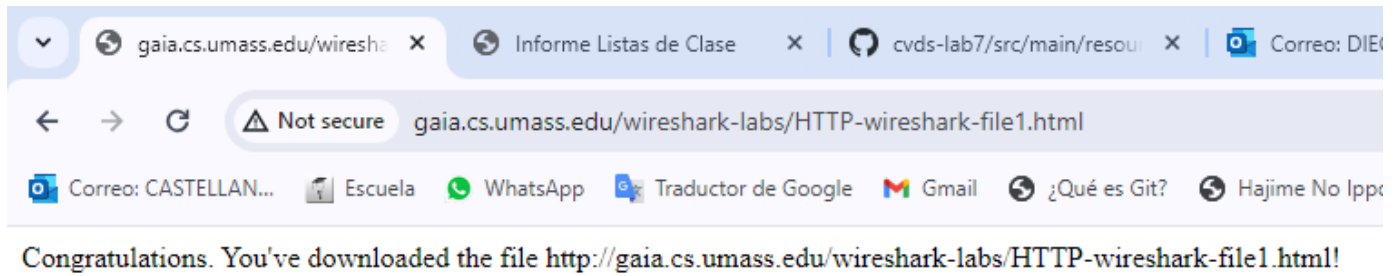 gaia.cs.umass.edu/wiresha Informe Listas de Clase cvds-lab7/src/main/resou Correo: DIE
Not secure gaia.cs.umass.edu/wireshark-labs/HTTP-wireshark-file1.html
Correo: CASTELLAN... Escuela WhatsApp Traductor de Google Gmail ¿Qué es Git? Hajime No Ippo
Congratulations. You've downloaded the file http://gaia.cs.umass.edu/wireshark-labs/HTTP-wireshark-file1.html!